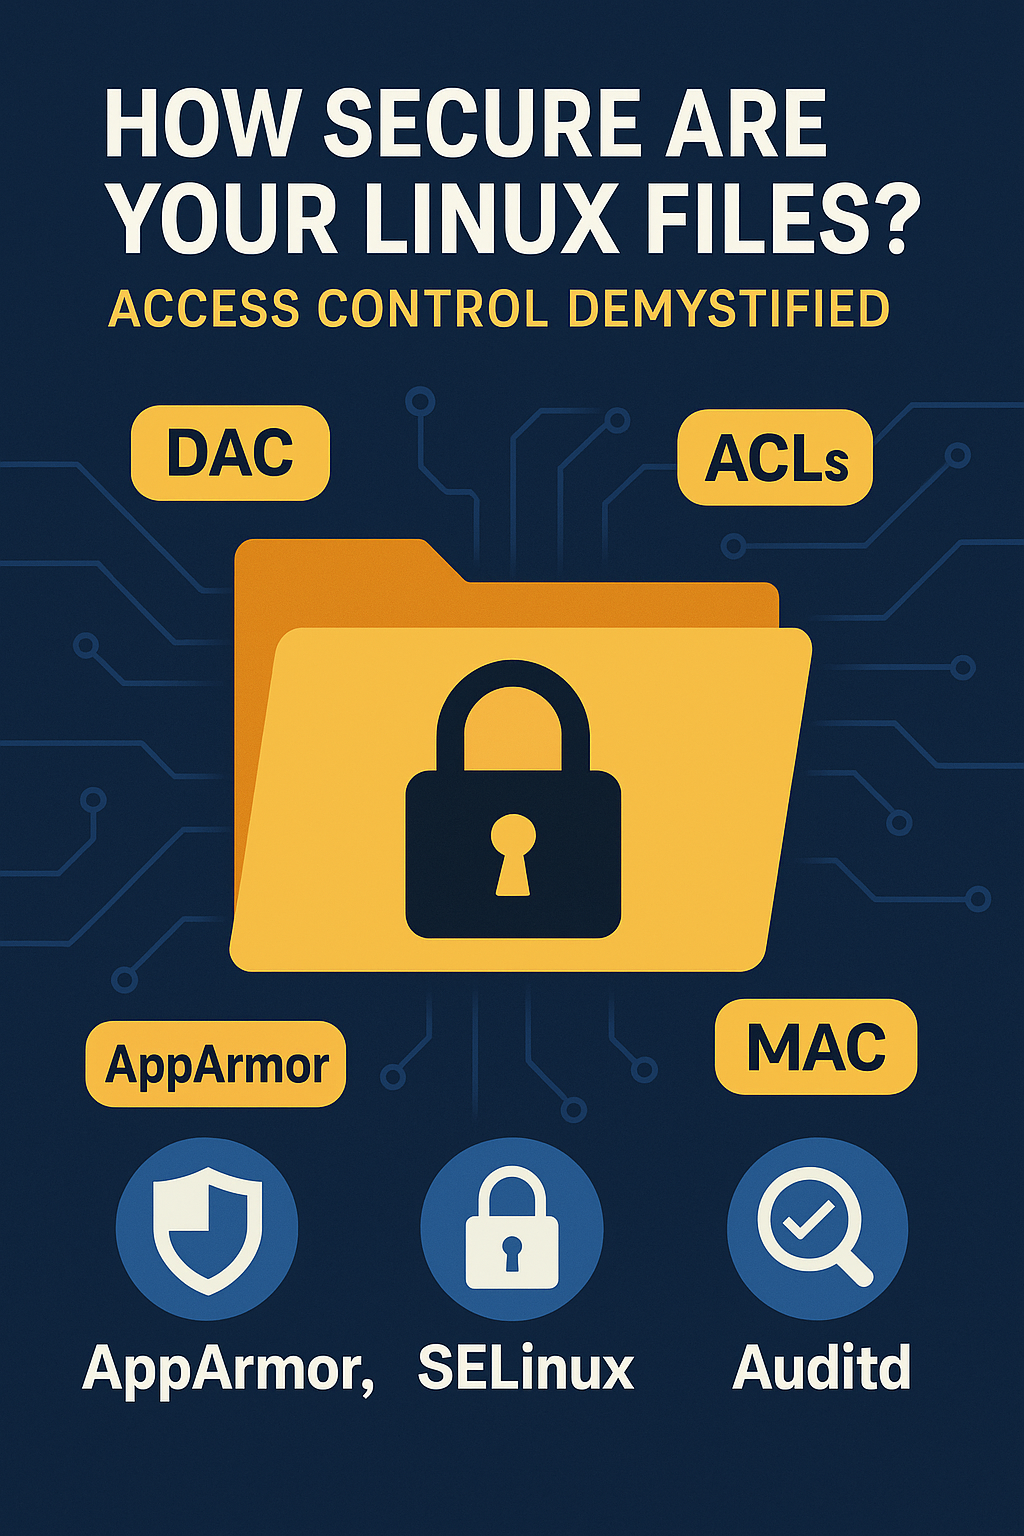 HOW SECURE ARE
YOUR LINUX FILES?
ACCESS CONTROL DEMYSTIFIED
DAC
ACLs
AppArmor
MAC
AppArmor,
SELinux
Auditd